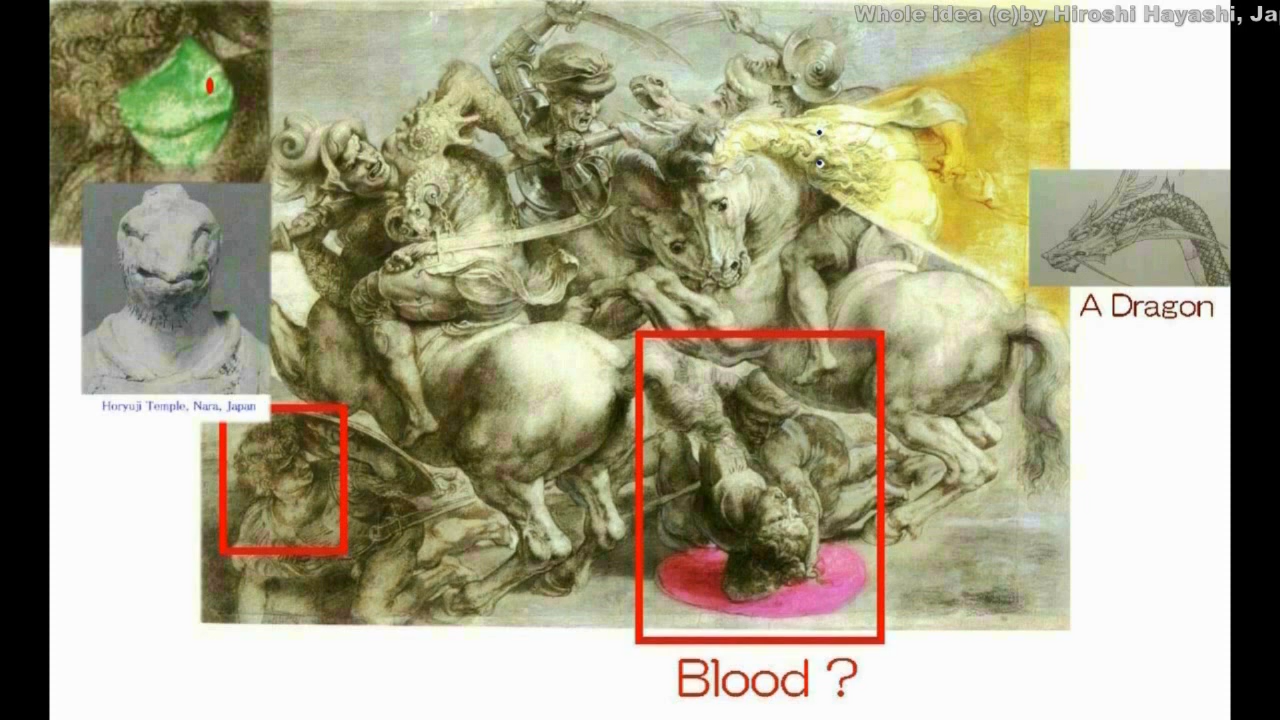 Whole idea (c)by Hiroshi Hayashi, Ja
A Dragon
Horyuji Temple, Nara, Japan
Blood ?